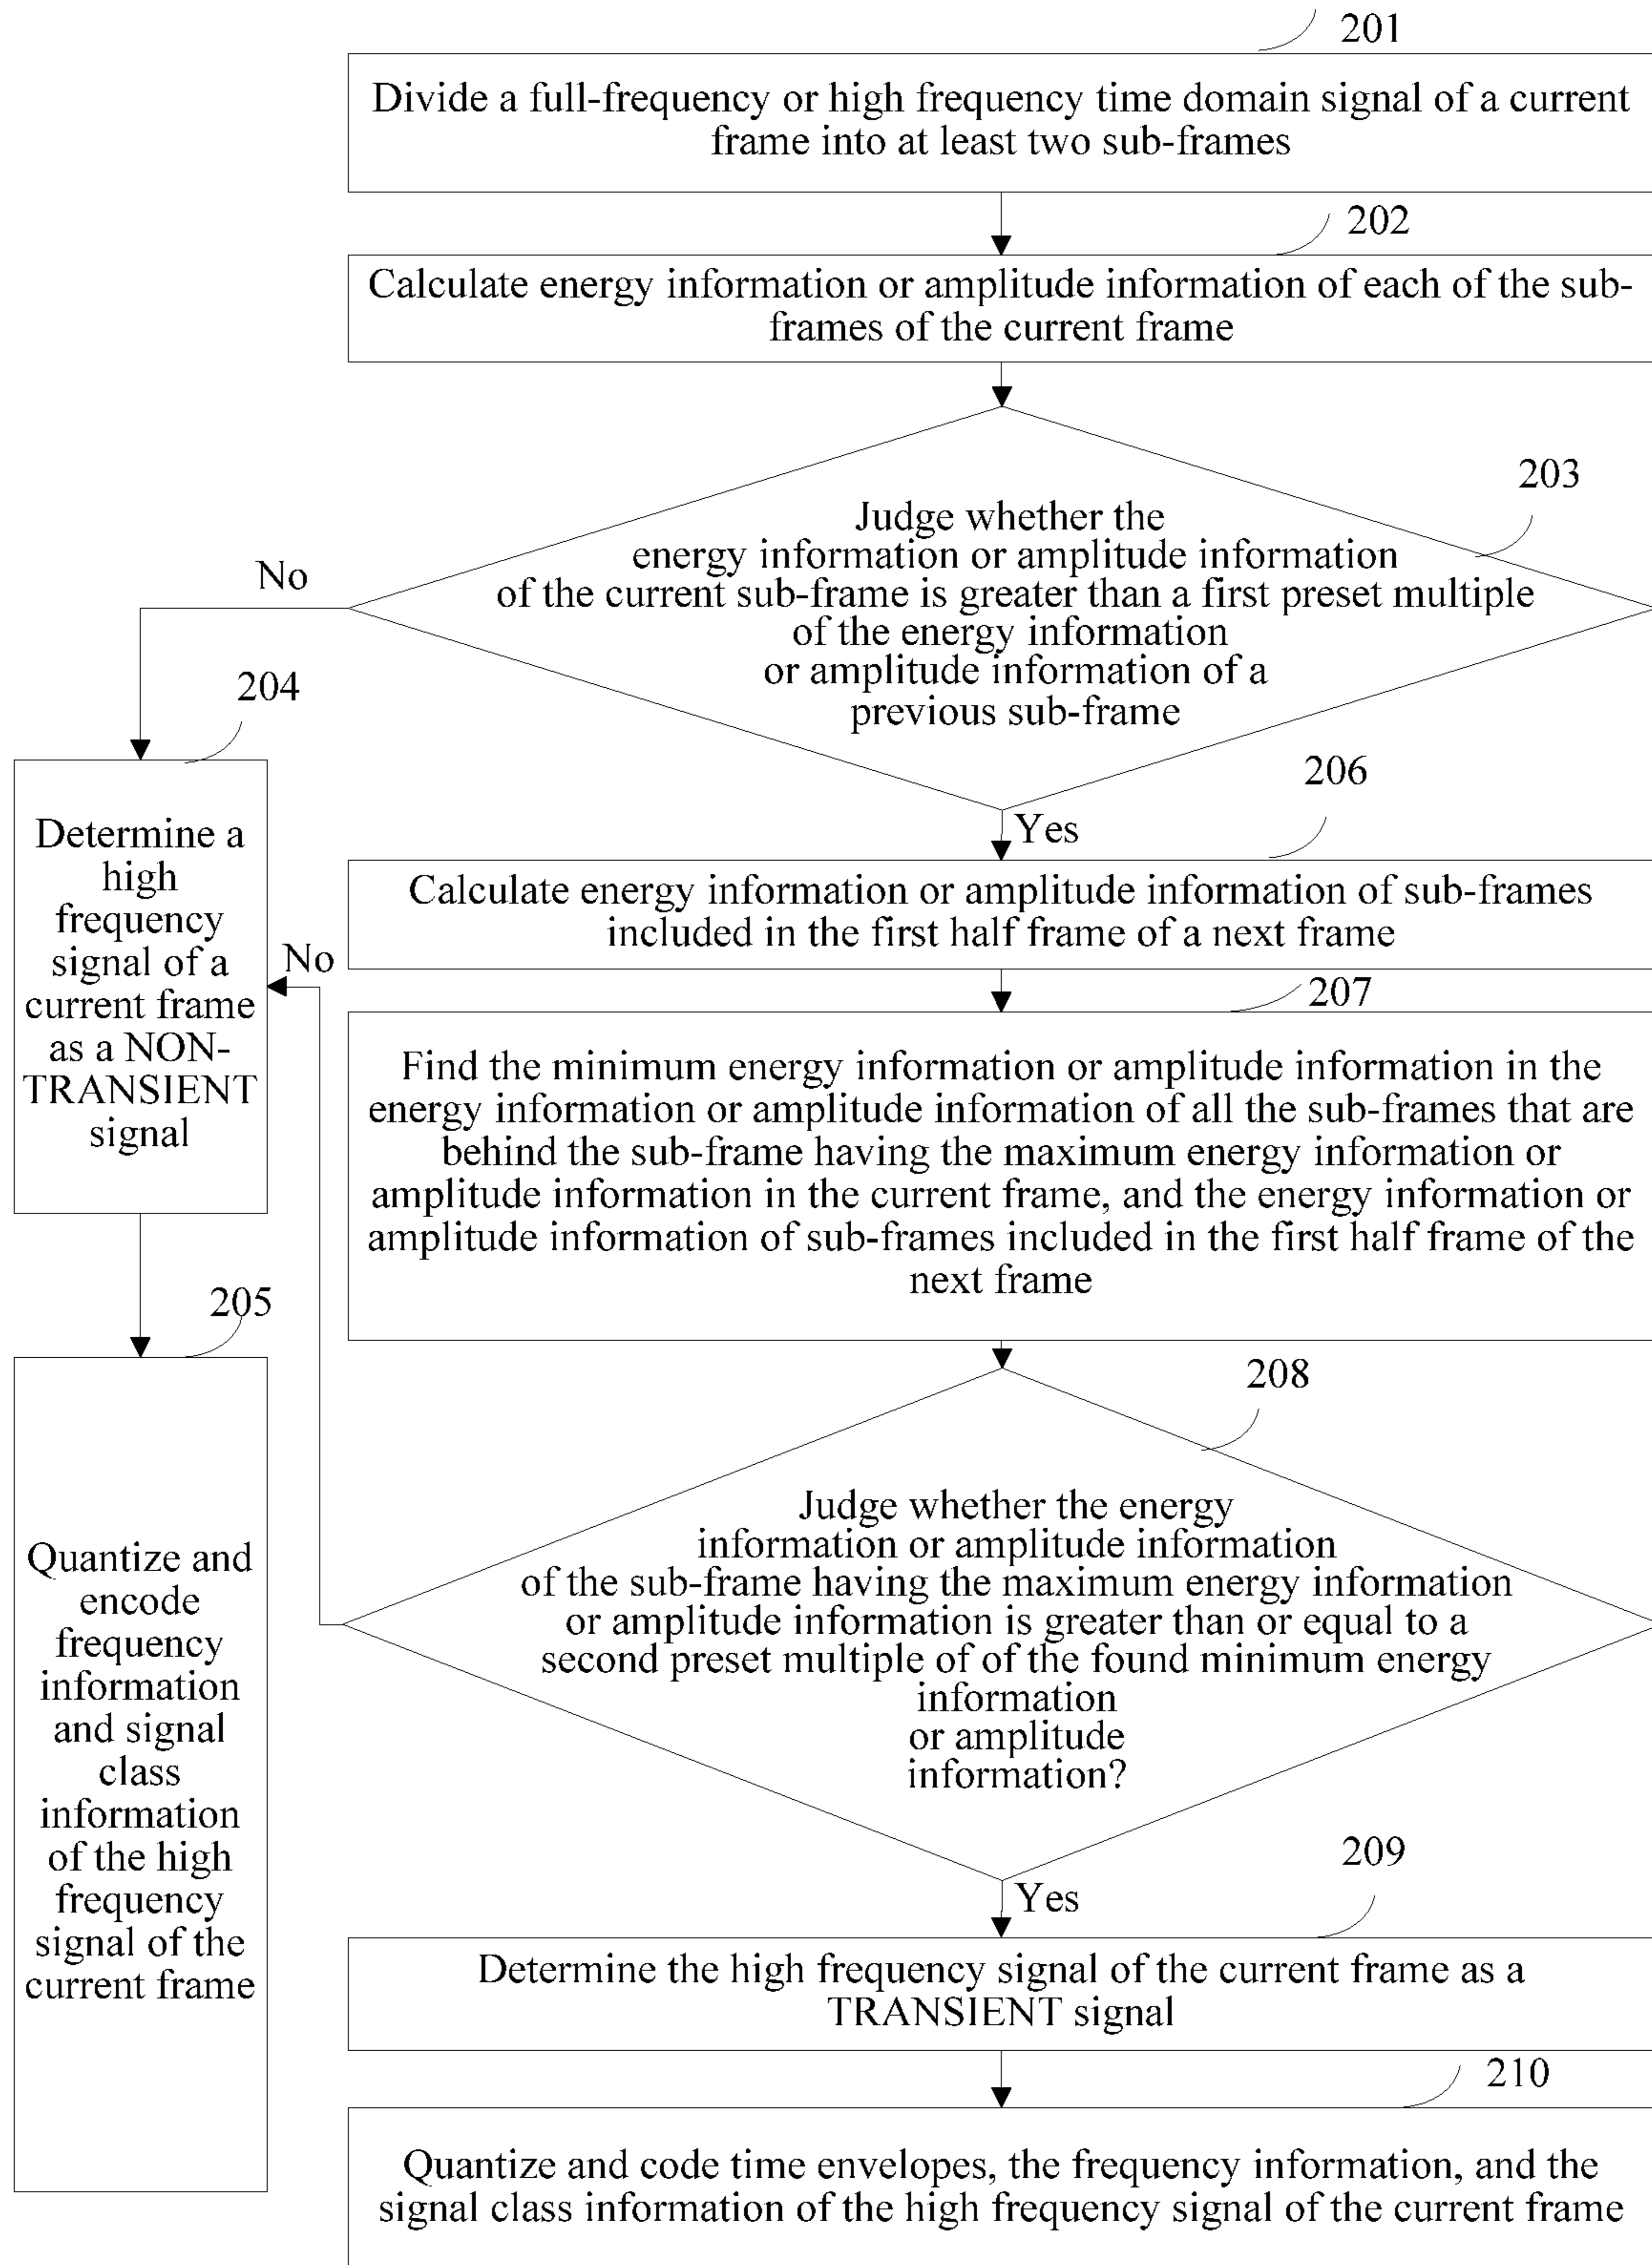 201
Divide a full-frequency or high frequency time domain signal of a current
frame into at least two sub-frames
202
Calculate energy information or amplitude information of each of the sub-
frames of the current frame
203
Judge whether the
energy information or amplitude information
of the current sub-frame is greater than a first preset multiple
of the energy information
or amplitude information of a
previous sub-frame
No
204
Determine a
high
frequency
signal of a
current frame
as a NON-
TRANSIENT
signal
205
Quantize and
encode
frequency
information
and signal
class
information
of the high
frequency
signal of the
current frame
Yes
206
Calculate energy information or amplitude information of sub-frames
included in the first half frame of a next frame
207
Find the minimum energy information or amplitude information in the
energy information or amplitude information of all the sub-frames that are
behind the sub-frame having the maximum energy information or
amplitude information in the current frame, and the energy information or
amplitude information of sub-frames included in the first half frame of the
next frame
No
208
Judge whether the energy
information or amplitude information
of the sub-frame having the maximum energy information
or amplitude information is greater than or equal to a
second preset multiple of of the found minimum energy
information
or amplitude
information?
Yes
209
Determine the high frequency signal of the current frame as a
TRANSIENT signal
210
Quantize and code time envelopes, the frequency information, and the
signal class information of the high frequency signal of the current frame